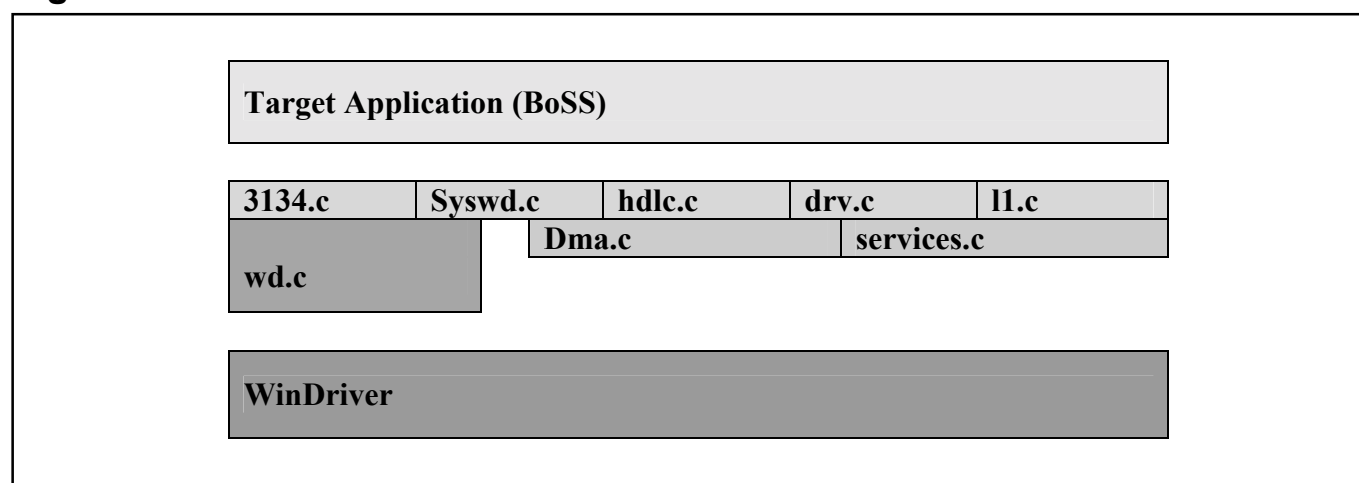 Target Application (BoSS)
3134.c Syswd.c hdlc.c drv.c l1.c
Dma.c services.c
wd.c
WinDriver